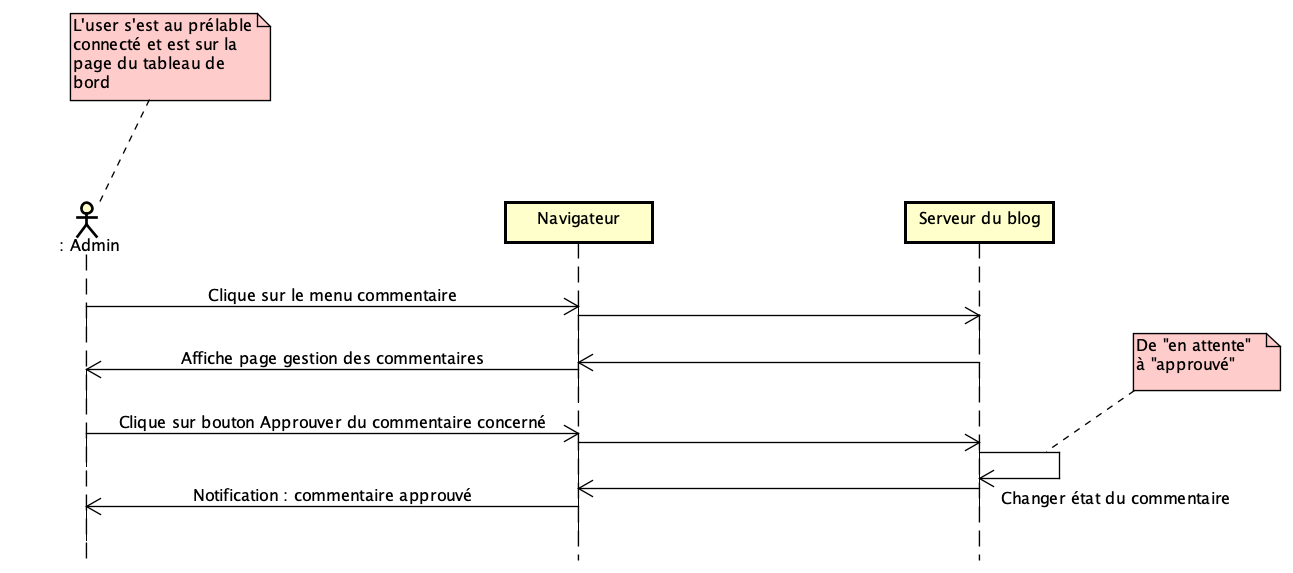 L'user s'est au prélable
connecté et est sur la
page du tableau de
bord
: Admin
Navigateur
Serveur du blog
Clique sur le menu commentaire
De "en attente"
à "approuvé"
Affiche page gestion des commentaires
Clique sur bouton Approuver du commentaire concerné
Notification : commentaire approuvé
Changer état du commentaire